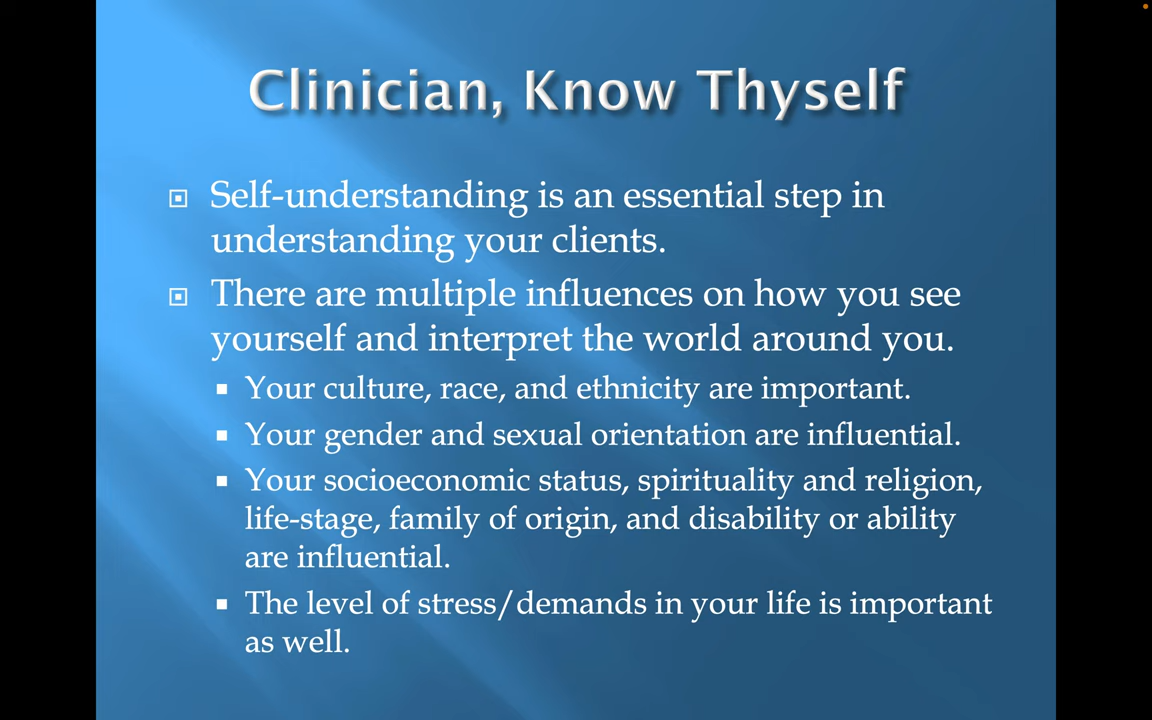 Clinician, Know Thyself
Self-understanding is an essential step in
understanding your clients.
There are multiple influences on how you see
yourself and interpret the world around you.
Your culture, race, and ethnicity are important.
Your gender and sexual orientation are influential.
Your socioeconomic status, spirituality and religion,
life-stage, family of origin, and disability or ability
are influential.
The level of stress/demands in your life is important
as well.